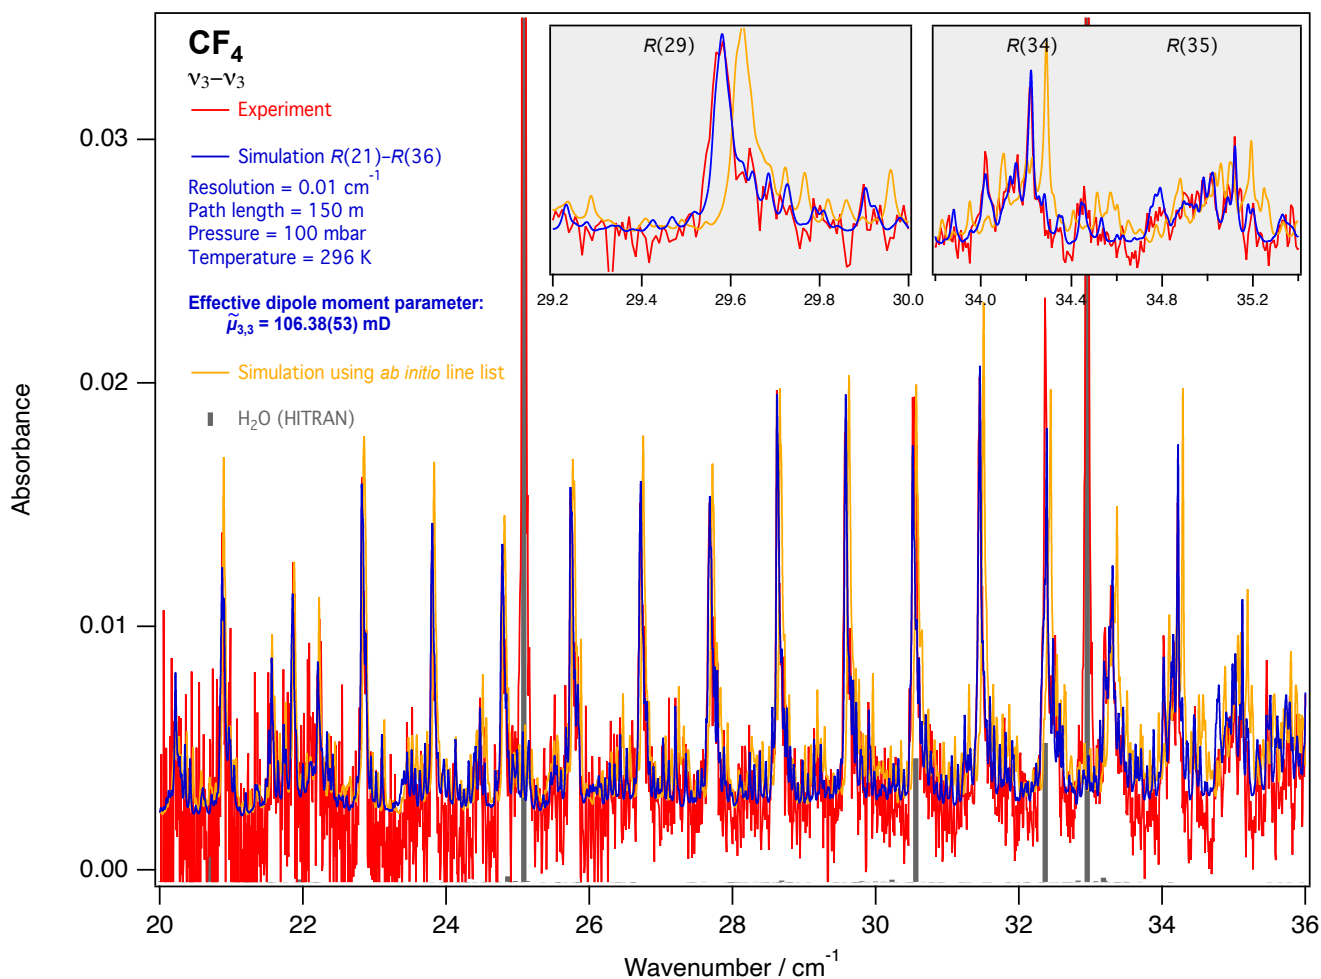 CF₄
ν₃–ν₃
Experiment
Simulation R(21)–R(36)
Resolution = 0.01 cm⁻¹
Path length = 150 m
Pressure = 100 mbar
Temperature = 296 K
Effective dipole moment parameter:
μ̃₃,₃ = 106.38(53) mD
Simulation using ab initio line list
H₂O (HITRAN)
R(29)
29.2 29.4 29.6 29.8 30.0
R(34) R(35)
34.0 34.4 34.8 35.2
Absorbance
0.03
0.02
0.01
0.00
20 22 24 26 28 30 32 34 36
Wavenumber / cm⁻¹